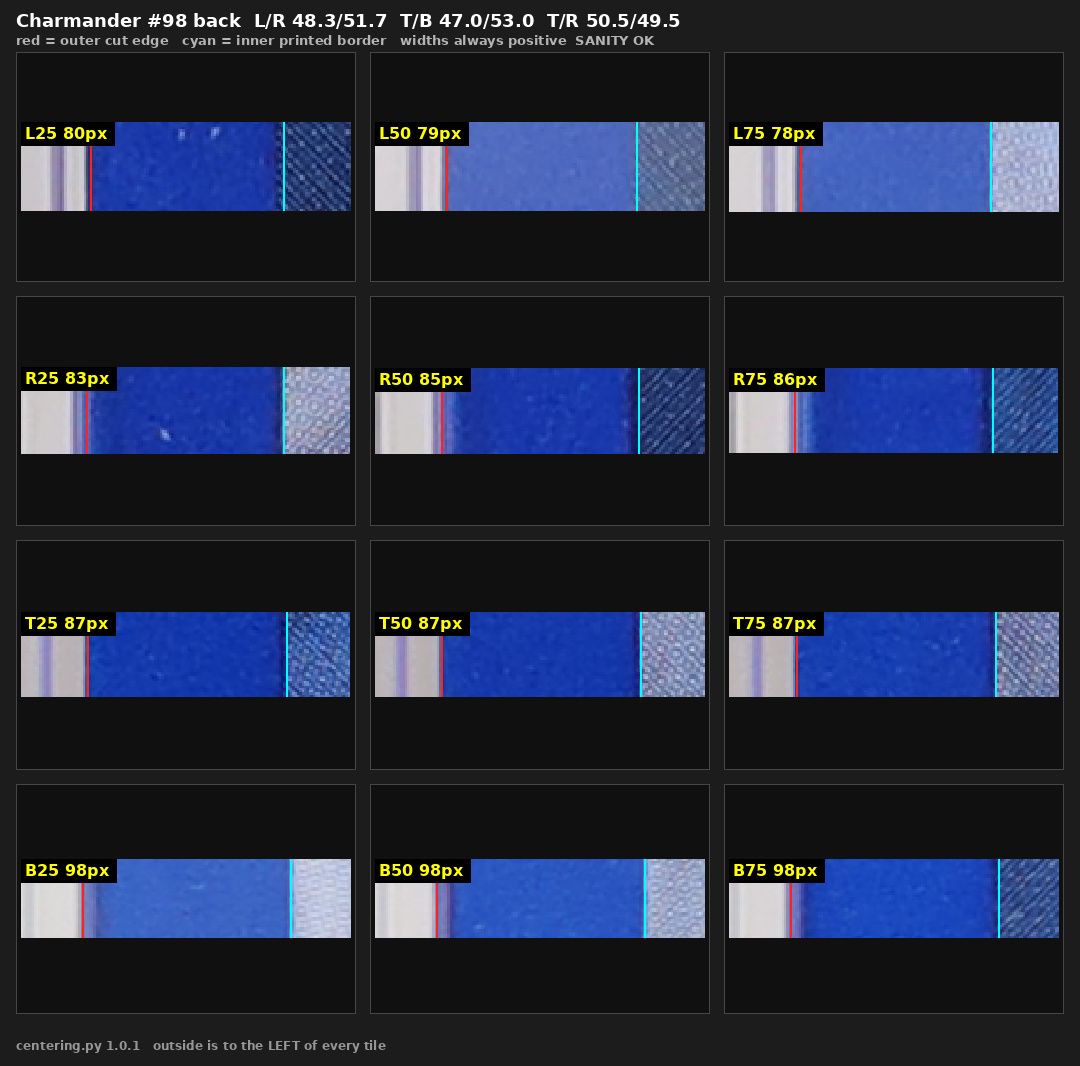 Charmander #98 back  L/R 48.3/51.7  T/B 47.0/53.0  T/R 50.5/49.5
red = outer cut edge   cyan = inner printed border   widths always positive  SANITY OK
L25 80px
L50 79px
L75 78px
R25 83px
R50 85px
R75 86px
T25 87px
T50 87px
T75 87px
B25 98px
B50 98px
B75 98px
centering.py 1.0.1   outside is to the LEFT of every tile